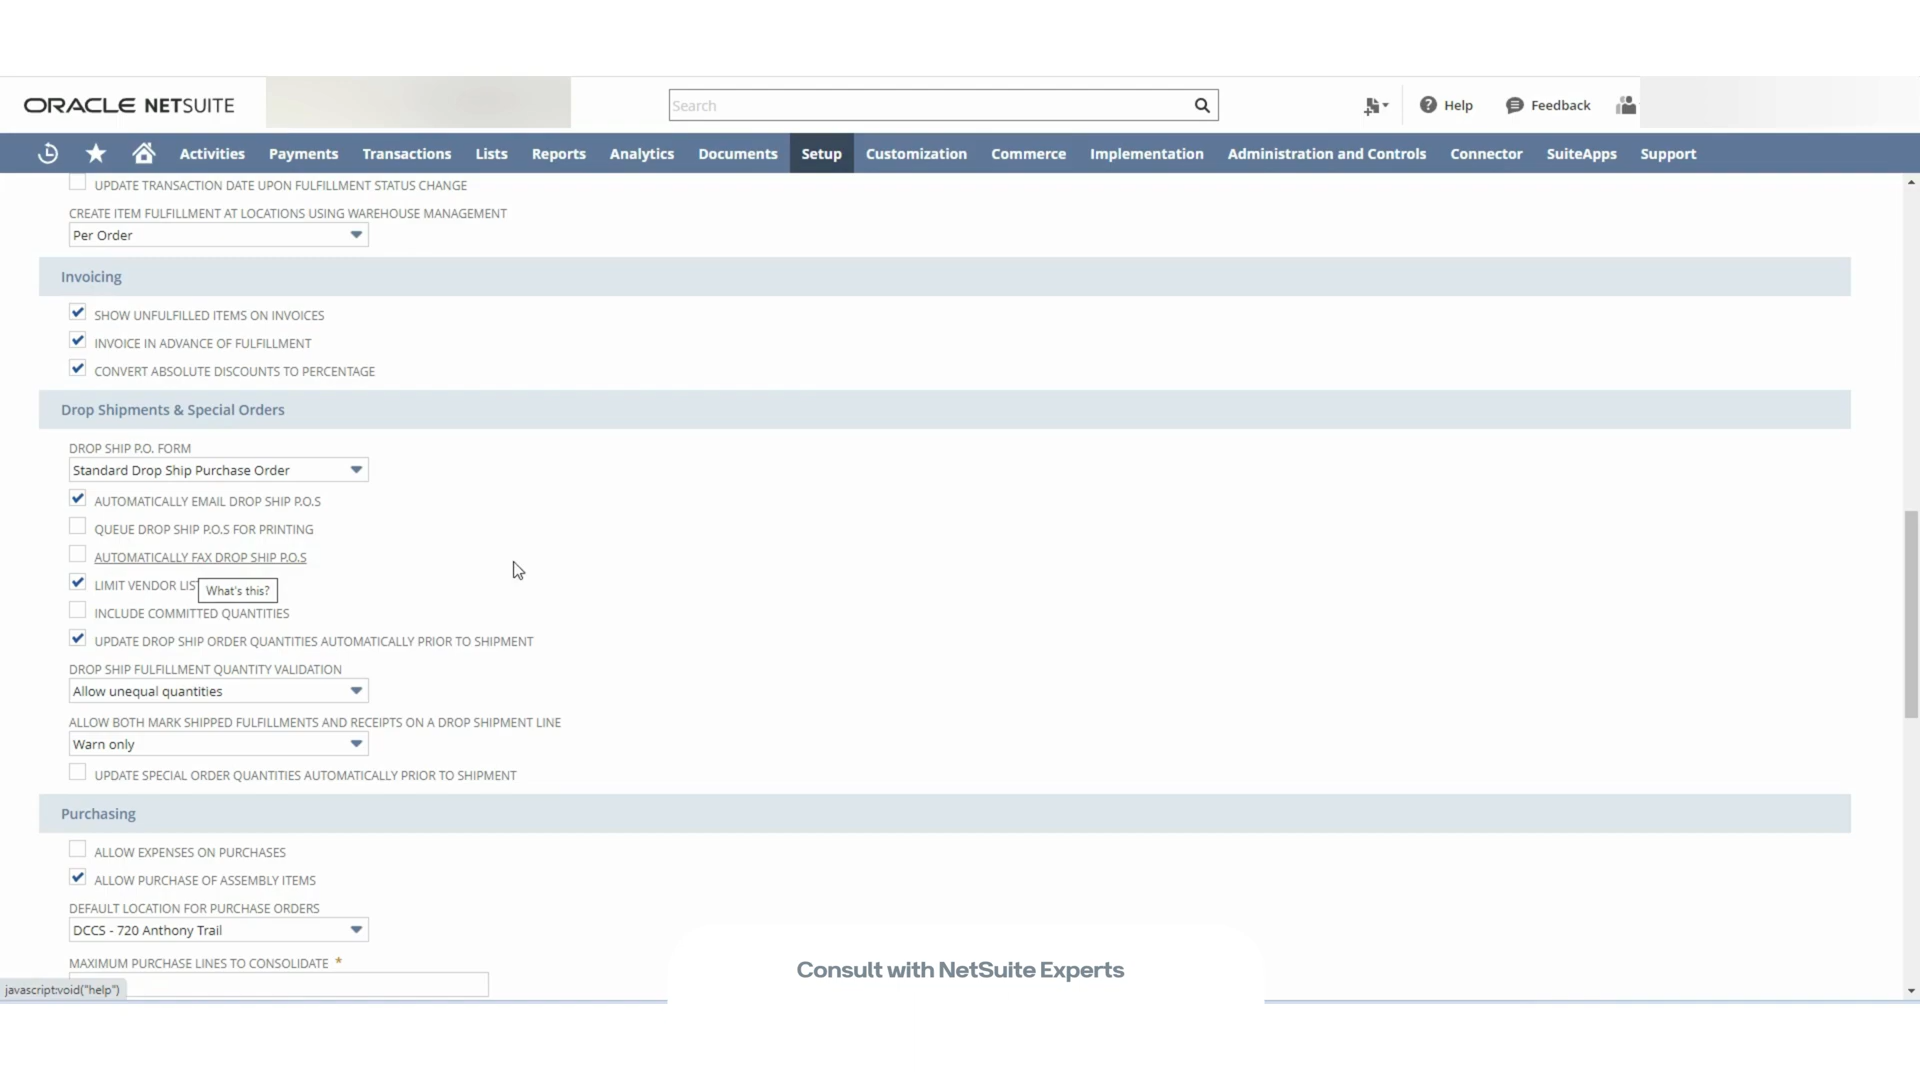 ORACLE NETSUITE
Search
Help
Feedback
Activities
Payments
Transactions
Lists
Reports
Analytics
Documents
Setup
Customization
Commerce
Implementation
Administration and Controls
Connector
SuiteApps
Support
UPDATE TRANSACTION DATE UPON FULFILLMENT STATUS CHANGE
CREATE ITEM FULFILLMENT AT LOCATIONS USING WAREHOUSE MANAGEMENT
Per Order
Invoicing
SHOW UNFULFILLED ITEMS ON INVOICES
INVOICE IN ADVANCE OF FULFILLMENT
CONVERT ABSOLUTE DISCOUNTS TO PERCENTAGE
Drop Shipments & Special Orders
DROP SHIP P.O. FORM
Standard Drop Ship Purchase Order
AUTOMATICALLY EMAIL DROP SHIP P.O.S
QUEUE DROP SHIP P.O.S FOR PRINTING
AUTOMATICALLY FAX DROP SHIP P.O.S
LIMIT VENDOR LIS
What's this?
INCLUDE COMMITTED QUANTITIES
UPDATE DROP SHIP ORDER QUANTITIES AUTOMATICALLY PRIOR TO SHIPMENT
DROP SHIP FULFILLMENT QUANTITY VALIDATION
Allow unequal quantities
ALLOW BOTH MARK SHIPPED FULFILLMENTS AND RECEIPTS ON A DROP SHIPMENT LINE
Warn only
UPDATE SPECIAL ORDER QUANTITIES AUTOMATICALLY PRIOR TO SHIPMENT
Purchasing
ALLOW EXPENSES ON PURCHASES
ALLOW PURCHASE OF ASSEMBLY ITEMS
DEFAULT LOCATION FOR PURCHASE ORDERS
DCCS - 720 Anthony Trail
MAXIMUM PURCHASE LINES TO CONSOLIDATE *
Consult with NetSuite Experts
javascript:void("help")